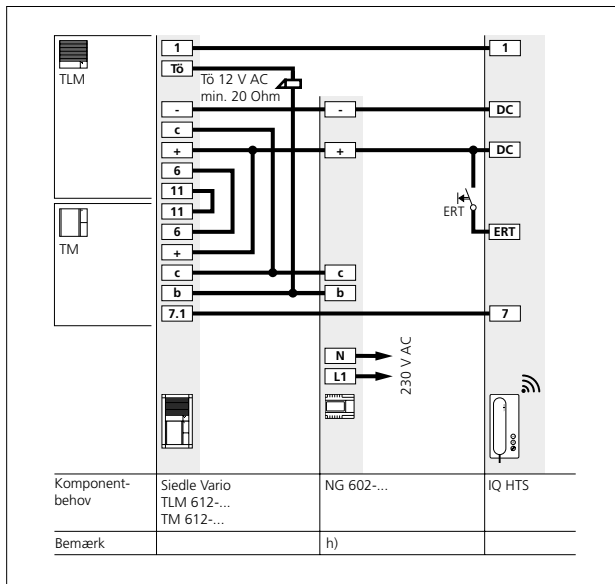 1 1
TLM
Tö
Tö 12 V AC
min. 20 Ohm
- - DC
c
+ + DC
6
11
ERT
11
TM
6 ERT
+
c c
b b
7.1 7
N
L1
230 V AC
Komponent- behov
Siedle Vario
TLM 612-...
TM 612-...
NG 602-...
IQ HTS
Bemærk h)